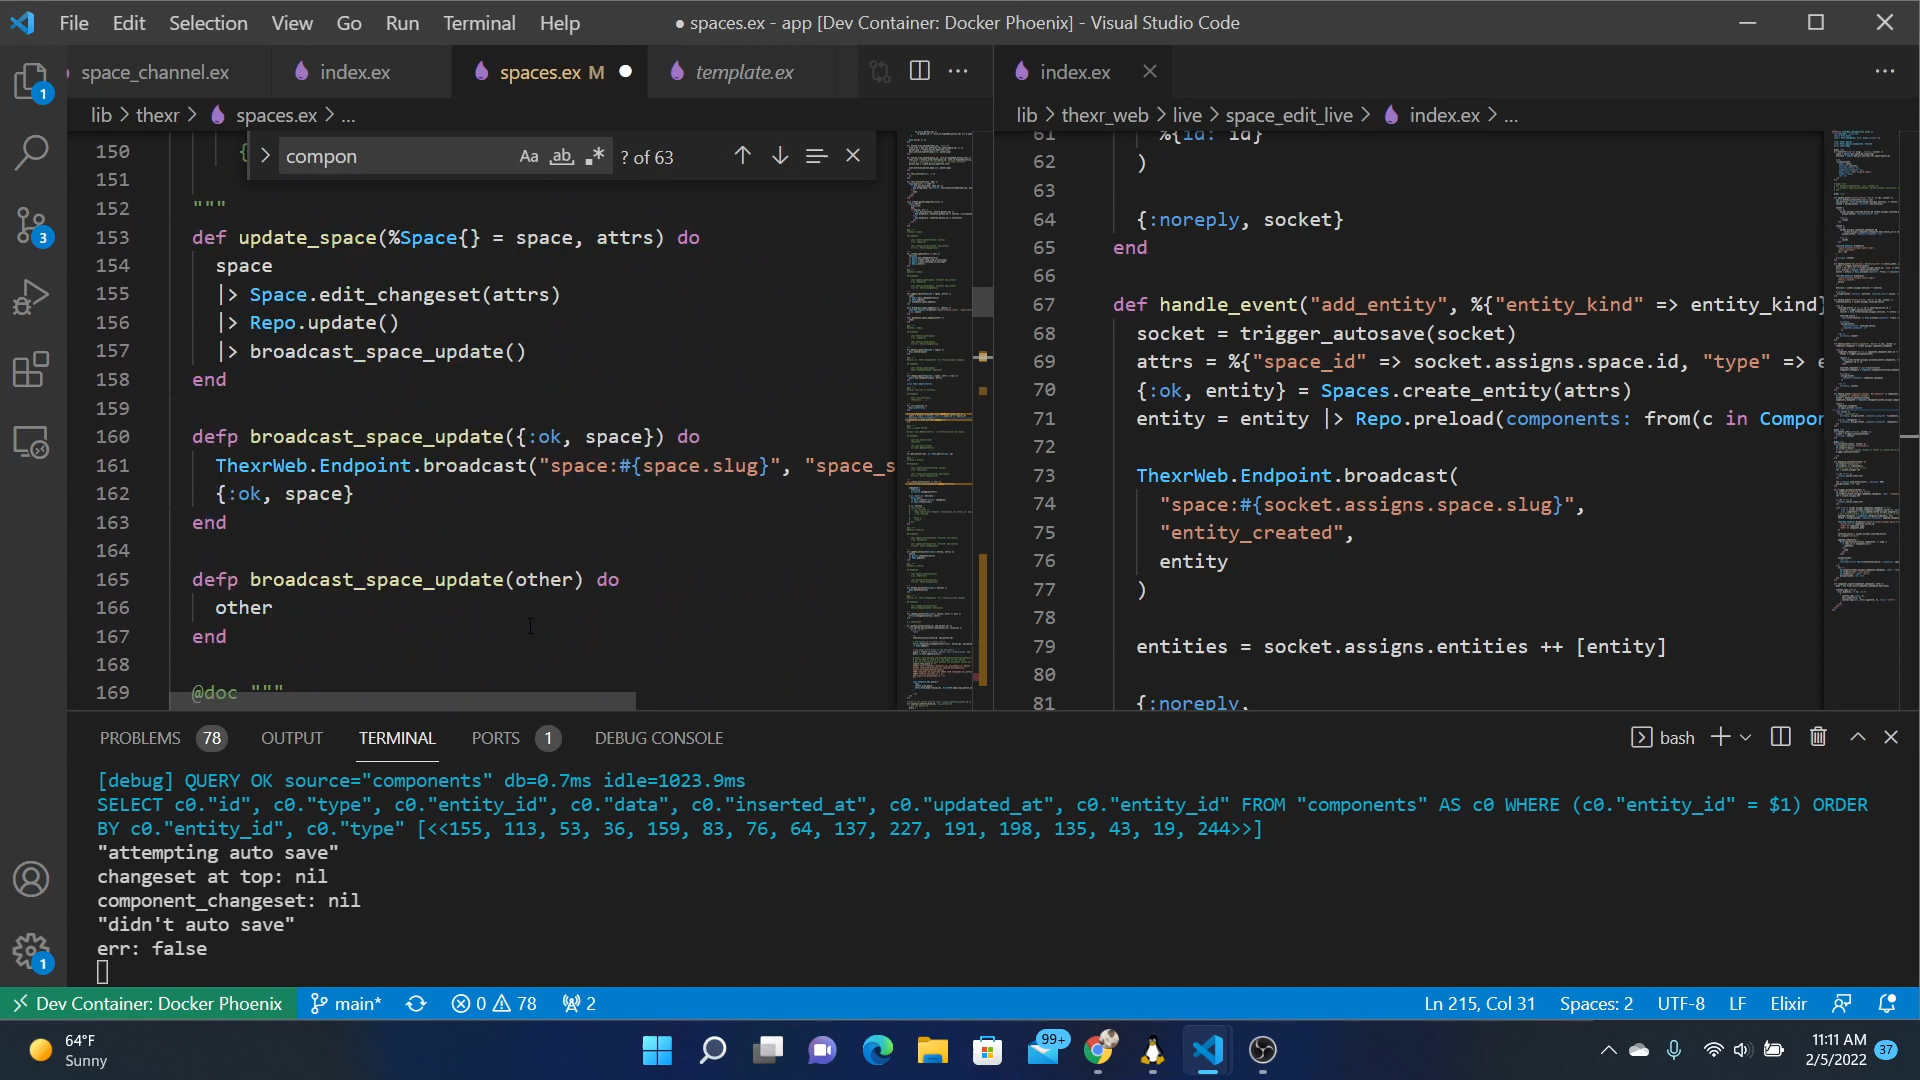 File Edit Selection View Go Run Terminal Help
● spaces.ex - app [Dev Container: Docker Phoenix] - Visual Studio Code
space_channel.ex
index.ex
spaces.ex M
template.ex
index.ex
lib > thexr > spaces.ex > ...
lib > thexr_web > live > space_edit_live > index.ex > ...
compon
Aa ab .* ? of 63
150 {
151
152 """
153 def update_space(%Space{} = space, attrs) do
154 space
155 |> Space.edit_changeset(attrs)
156 |> Repo.update()
157 |> broadcast_space_update()
158 end
159
160 defp broadcast_space_update({:ok, space}) do
161 ThexrWeb.Endpoint.broadcast("space:#{space.slug}", "space_s
162 {:ok, space}
163 end
164
165 defp broadcast_space_update(other) do
166 other
167 end
168
169 @doc """
61 %{id: id}
62 )
63
64 {:noreply, socket}
65 end
66
67 def handle_event("add_entity", %{"entity_kind" => entity_kind}
68 socket = trigger_autosave(socket)
69 attrs = %{"space_id" => socket.assigns.space.id, "type" => e
70 {:ok, entity} = Spaces.create_entity(attrs)
71 entity = entity |> Repo.preload(components: from(c in Compon
72
73 ThexrWeb.Endpoint.broadcast(
74 "space:#{socket.assigns.space.slug}",
75 "entity_created",
76 entity
77 )
78
79 entities = socket.assigns.entities ++ [entity]
80
81 {:noreply,
1
3
1
PROBLEMS 78 OUTPUT TERMINAL PORTS 1 DEBUG CONSOLE
bash
[debug] QUERY OK source="components" db=0.7ms idle=1023.9ms
SELECT c0."id", c0."type", c0."entity_id", c0."data", c0."inserted_at", c0."updated_at", c0."entity_id" FROM "components" AS c0 WHERE (c0."entity_id" = $1) ORDER
BY c0."entity_id", c0."type" [<<155, 113, 53, 36, 159, 83, 76, 64, 137, 227, 191, 198, 135, 43, 19, 244>>]
"attempting auto save"
changeset at top: nil
component_changeset: nil
"didn't auto save"
err: false
Dev Container: Docker Phoenix main* 0 78 2
Ln 215, Col 31 Spaces: 2 UTF-8 LF Elixir
64°F
Sunny
99+
11:11 AM
2/5/2022
37